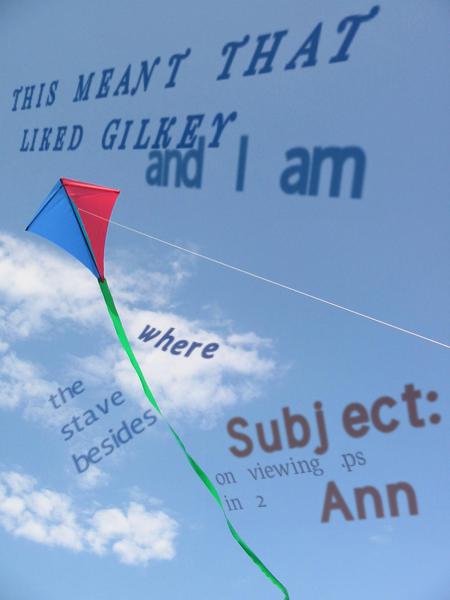 THIS MEANT THAT
LIKED GILKEY
and I am
where
the
stave
besides
Subject:
on viewing .ps
in 2
Ann